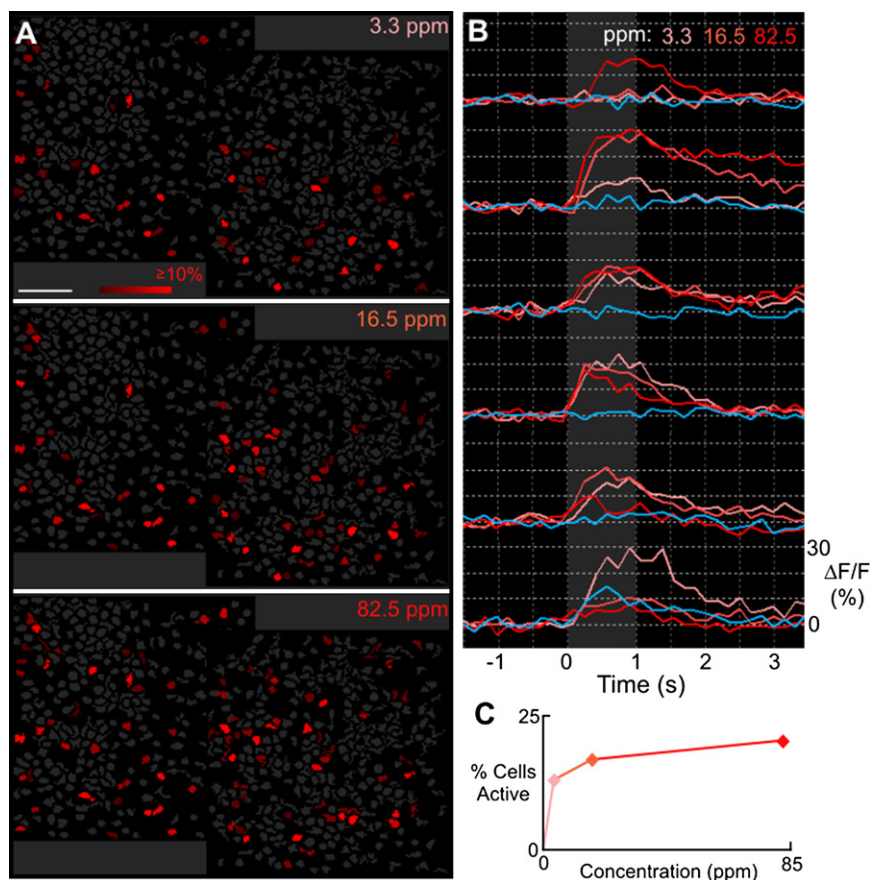 A
3.3 ppm
≥10%
16.5 ppm
82.5 ppm
B
ppm: 3.3 16.5 82.5
30
ΔF/F
(%)
0
-1 0 1 2 3
Time (s)
C
25
% Cells
Active
0
0 85
Concentration (ppm)